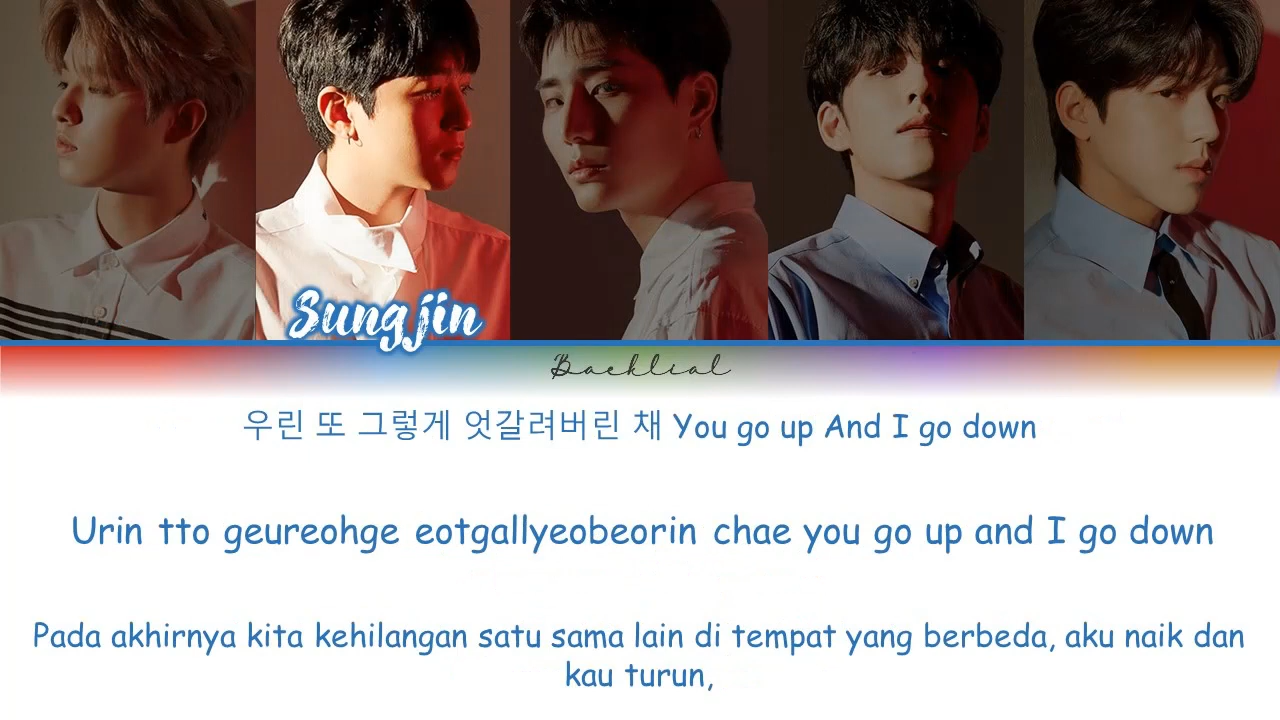 Sungjin
Baeklial
우린 또 그렇게 엇갈려버린 채 You go up And I go down
Urin tto geureohge eotgallyeobeorin chae you go up and I go down
Pada akhirnya kita kehilangan satu sama lain di tempat yang berbeda, aku naik dan
kau turun,